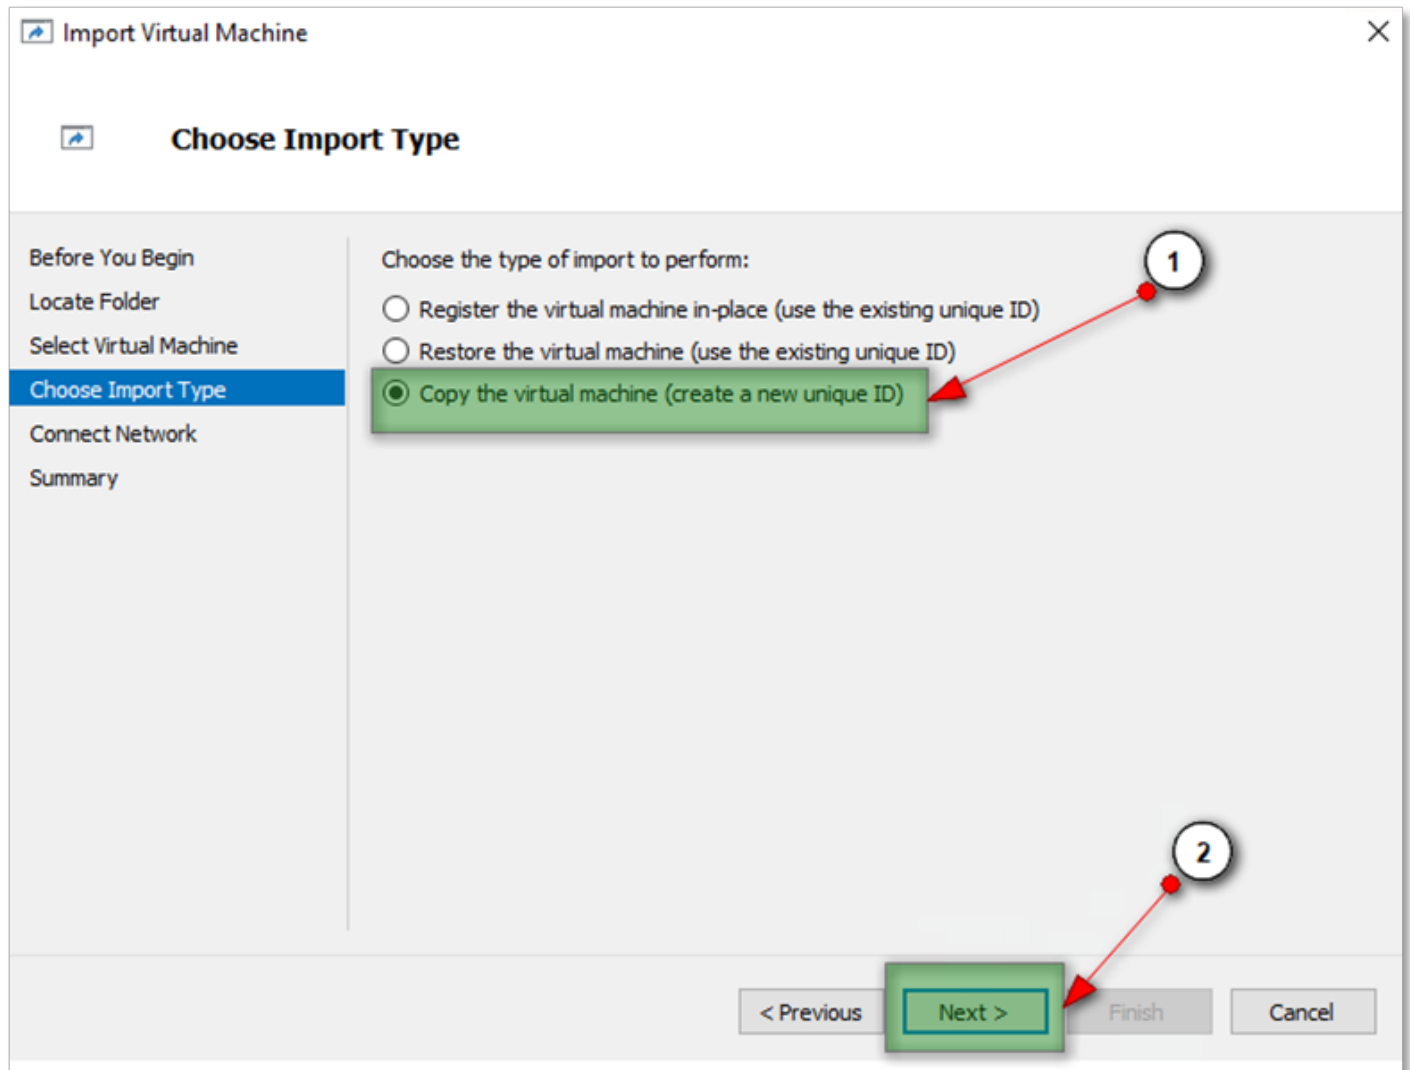 Import Virtual Machine
Choose Import Type
Before You Begin
Locate Folder
Select Virtual Machine
Choose Import Type
Connect Network
Summary
Choose the type of import to perform:
Register the virtual machine in-place (use the existing unique ID)
Restore the virtual machine (use the existing unique ID)
Copy the virtual machine (create a new unique ID)
1
2
< Previous
Next >
Finish
Cancel